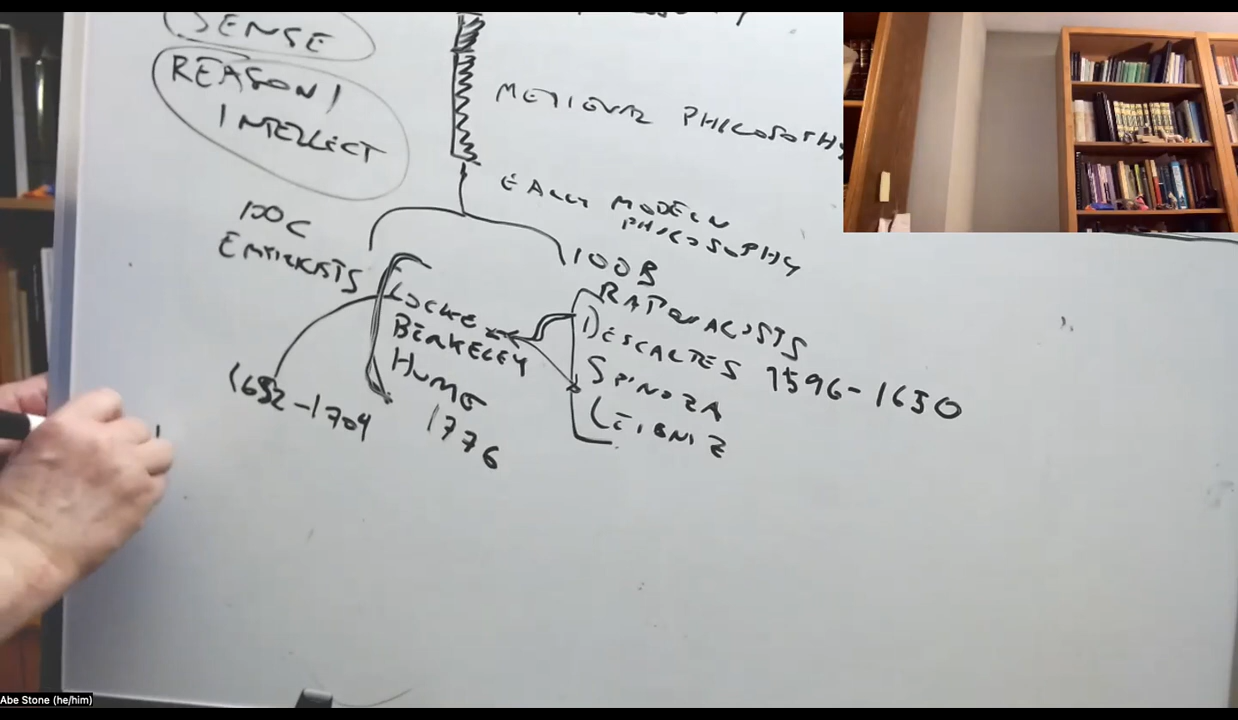 SENSE
REASON /
INTELLECT
MEDIEVAL PHILOSOPHY
EARLY MODERN
PHILOSOPHY
100C
EMPIRICISTS
LOCKE
BERKELEY
HUME
1776
1632-1704
100B
RATIONALISTS
DESCARTES 1596-1650
SPINOZA
LEIBNIZ
Abe Stone (he/him)